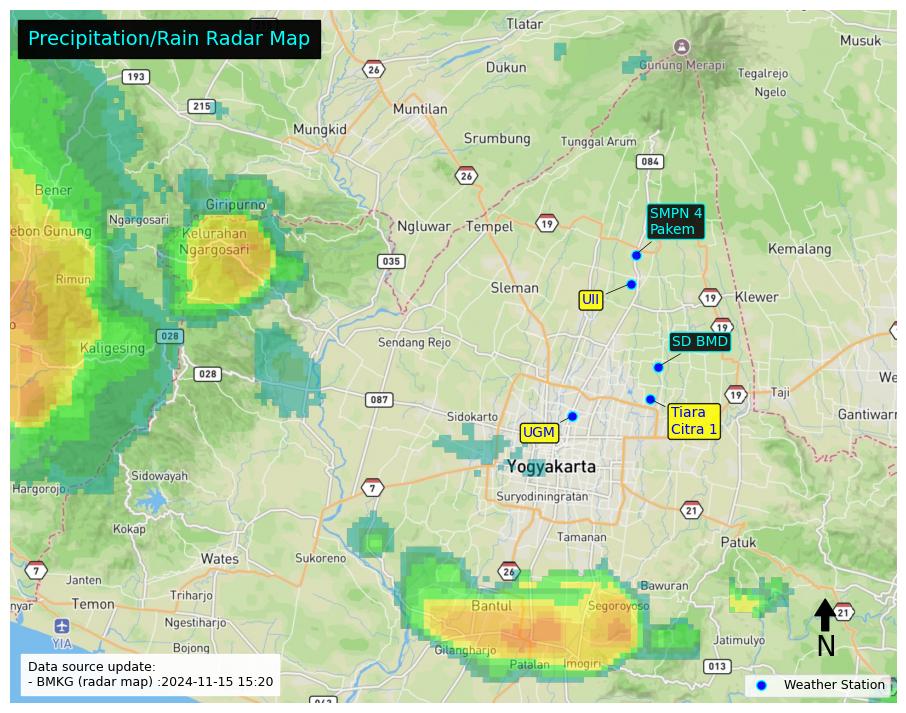 Precipitation/Rain Radar Map
Tlatar
Musuk
26
193
Dukun
Gunung Merapi
Tegalrejo
Ngelo
215
Muntilan
Mungkid
Srumbung
Tunggal Arum
084
26
Bener
Giripurno
SMPN 4
Pakem
Ngargosari
Ngluwar
Tempel
19
ebon Gunung
Kelurahan
Ngargosari
Kemalang
035
Rimun
Sleman
UII
19
Klewer
19
028
Kaligesing
Sendang Rejo
SD BMD
028
087
19
Taji
We
Sidokarto
Tiara
Citra 1
Gantiwarn
UGM
Yogyakarta
Sidowayah
Hargorojo
7
Suryodiningratan
21
Kokap
Tamanan
Patuk
Wates
Sukoreno
7
26
Janten
Bawuran
Triharjo
nyar
Temon
Bantul
Segoroyoso
21
Ngestiharjo
YIA
N
Jatimulyo
Bojong
Gilangharjo
Patalan
Imogiri
013
Data source update:
- BMKG (radar map) :2024-11-15 15:20
Weather Station